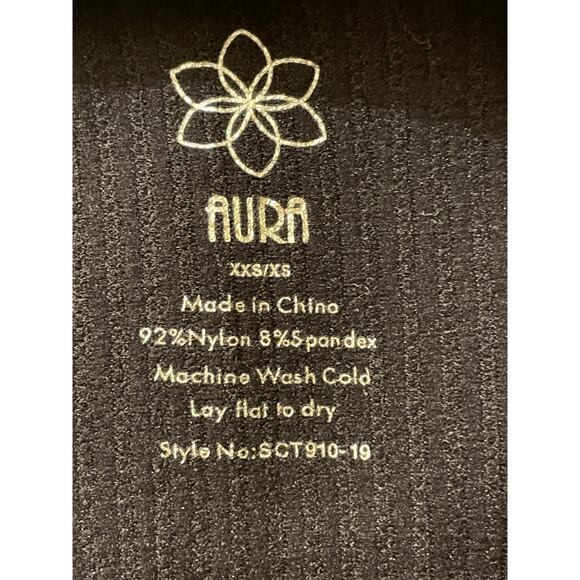 AURA
XXS/XS
Made in China
92%Nylon 8%Spandex
Machine Wash Cold
Lay flat to dry
Style No:SCT910-19